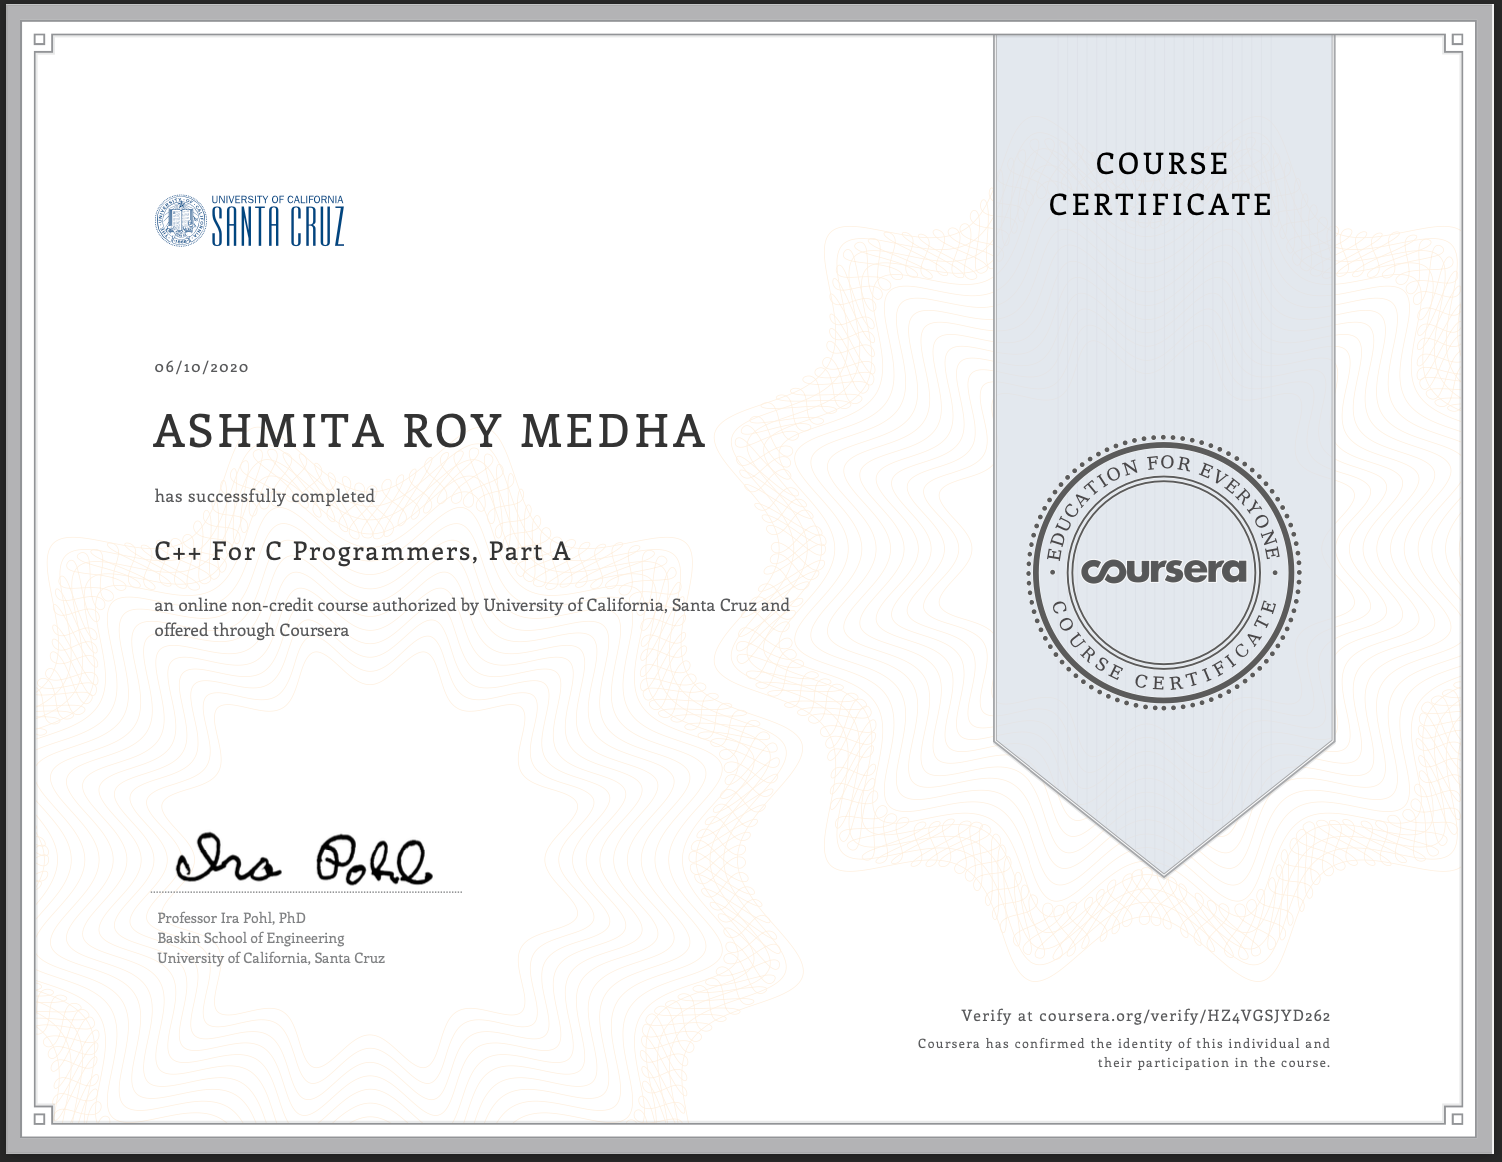 COURSE
CERTIFICATE
UNIVERSITY OF CALIFORNIA
SANTA CRUZ
06/10/2020
ASHMITA ROY MEDHA
has successfully completed
C++ For C Programmers, Part A
an online non-credit course authorized by University of California, Santa Cruz and
offered through Coursera
EDUCATION FOR EVERYONE
coursera
COURSE CERTIFICATE
Ira Pohl
Professor Ira Pohl, PhD
Baskin School of Engineering
University of California, Santa Cruz
Verify at coursera.org/verify/HZ4VGSJYD262
Coursera has confirmed the identity of this individual and
their participation in the course.